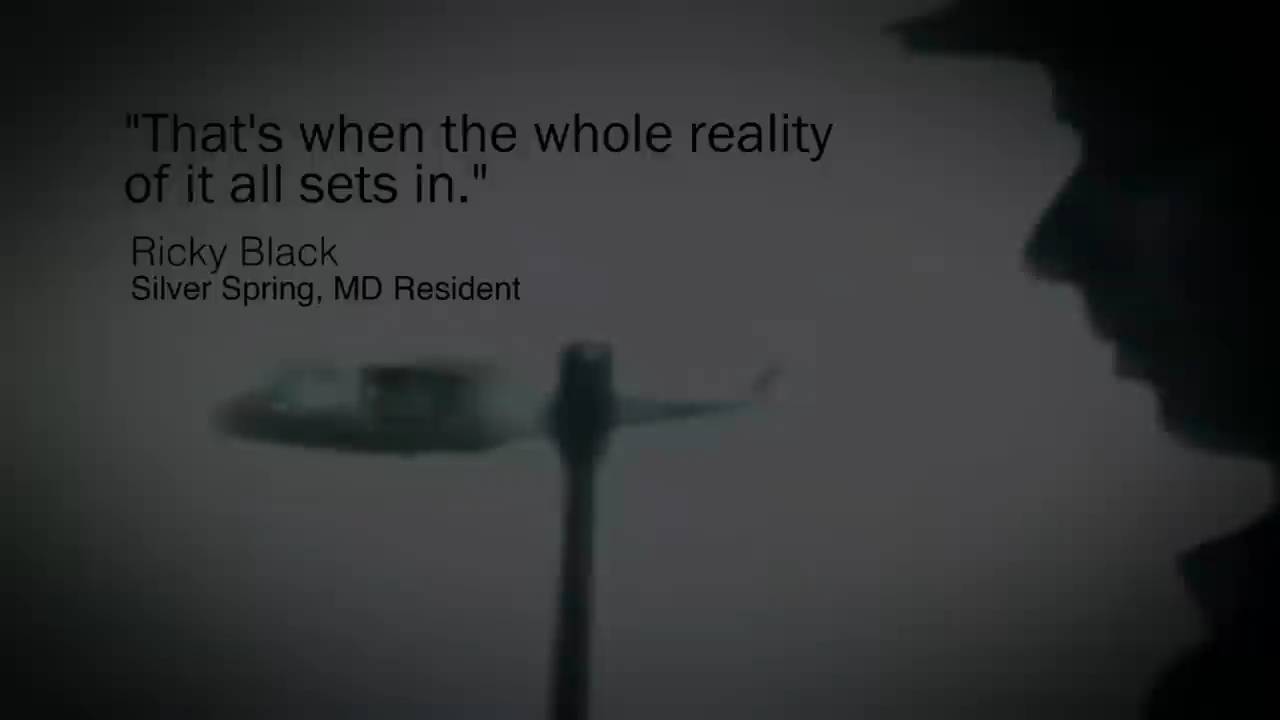 "That's when the whole reality
of it all sets in."
Ricky Black
Silver Spring, MD Resident